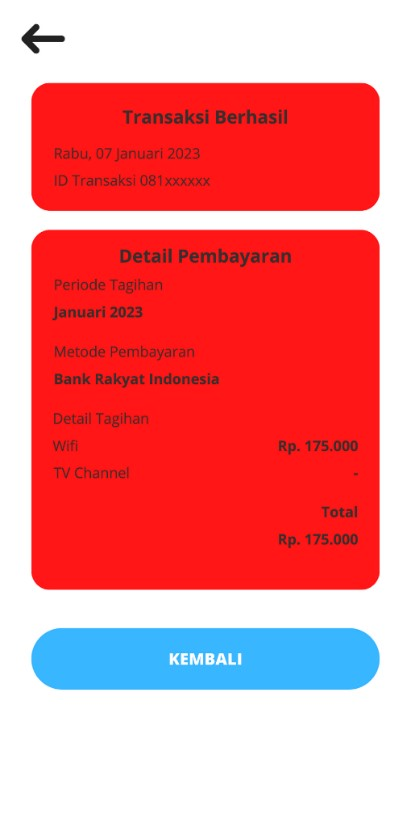 Transaksi Berhasil
Rabu, 07 Januari 2023
ID Transaksi 081xxxxxx
Detail Pembayaran
Periode Tagihan
Januari 2023
Metode Pembayaran
Bank Rakyat Indonesia
Detail Tagihan
Wifi Rp. 175.000
TV Channel -
Total
Rp. 175.000
KEMBALI